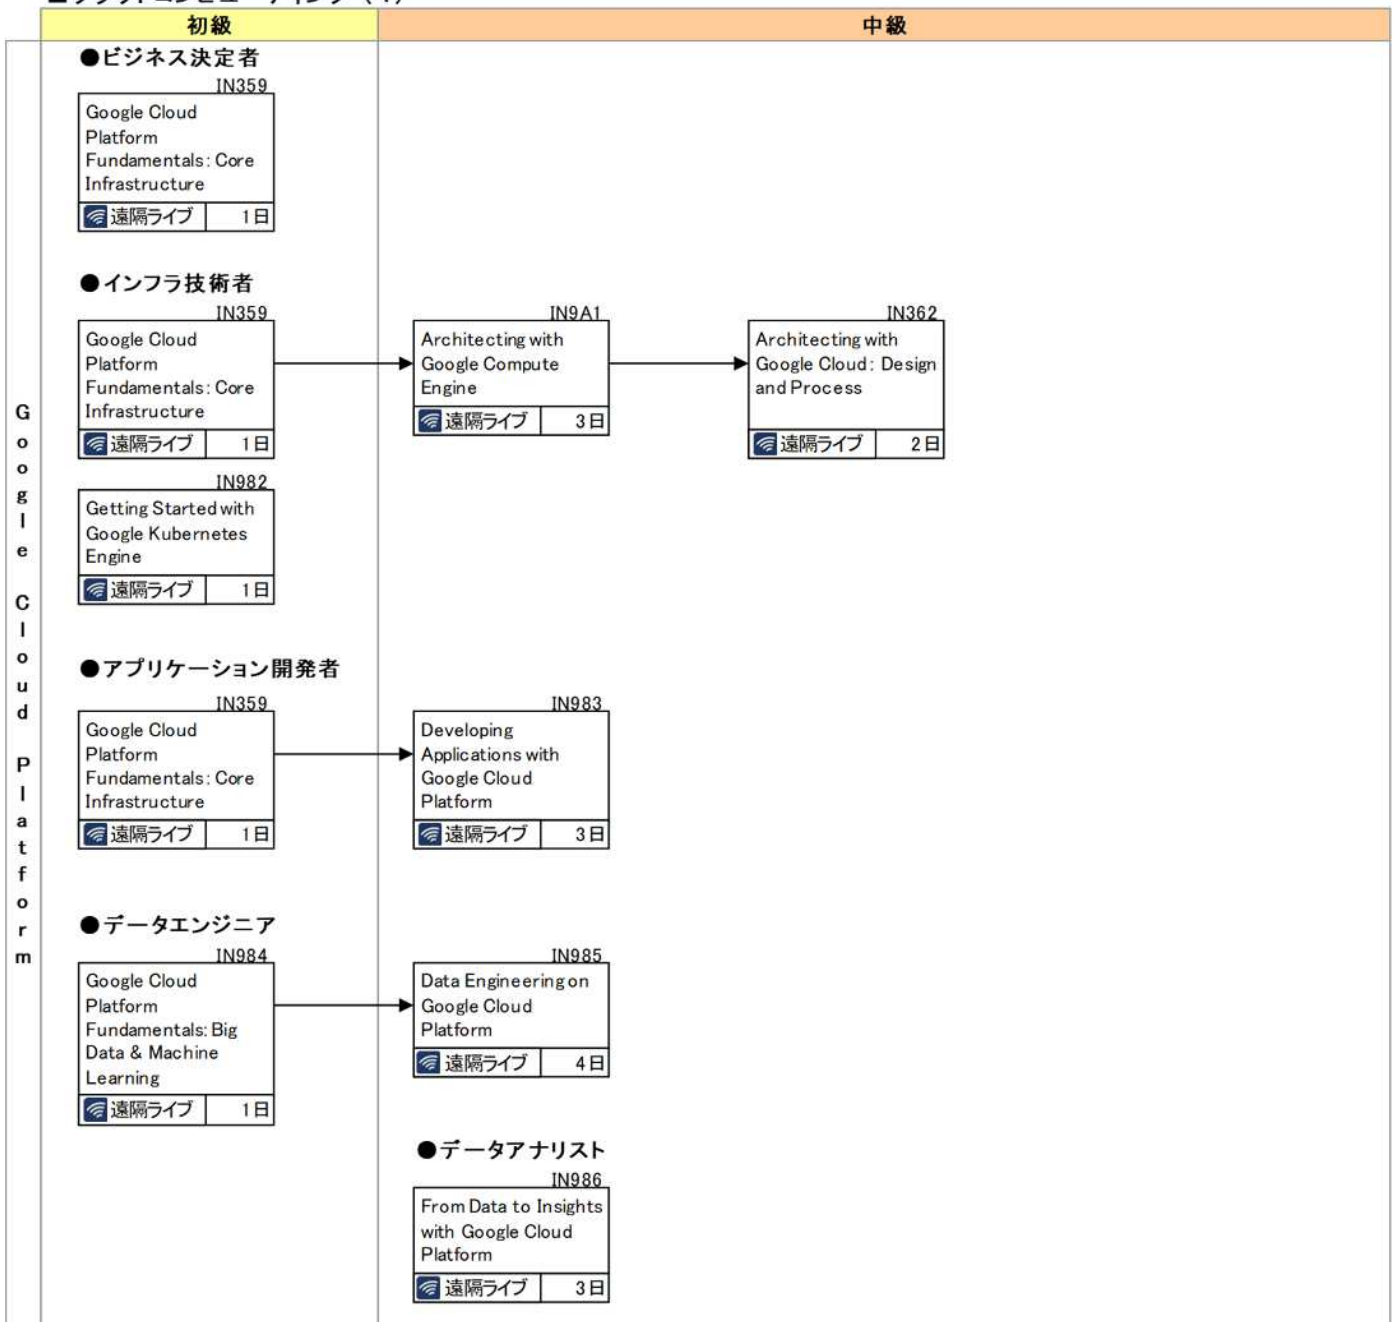 初級
中級
Google Cloud Platform
●ビジネス決定者
IN359
Google Cloud
Platform
Fundamentals: Core
Infrastructure
遠隔ライブ 1日
●インフラ技術者
IN359
Google Cloud
Platform
Fundamentals: Core
Infrastructure
遠隔ライブ 1日
IN9A1
Architecting with
Google Compute
Engine
遠隔ライブ 3日
IN362
Architecting with
Google Cloud: Design
and Process
遠隔ライブ 2日
IN982
Getting Started with
Google Kubernetes
Engine
遠隔ライブ 1日
●アプリケーション開発者
IN359
Google Cloud
Platform
Fundamentals: Core
Infrastructure
遠隔ライブ 1日
IN983
Developing
Applications with
Google Cloud
Platform
遠隔ライブ 3日
●データエンジニア
IN984
Google Cloud
Platform
Fundamentals: Big
Data & Machine
Learning
遠隔ライブ 1日
IN985
Data Engineering on
Google Cloud
Platform
遠隔ライブ 4日
●データアナリスト
IN986
From Data to Insights
with Google Cloud
Platform
遠隔ライブ 3日